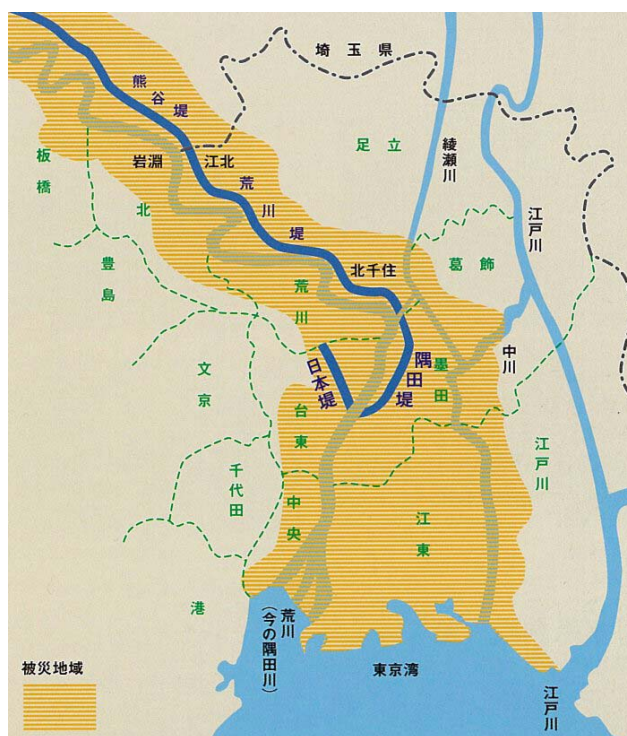 埼玉県
熊谷堤
足立
綾瀬川
板橋
岩淵
江北
北
荒川堤
江戸川
葛飾
北千住
豊島
荒川
中川
隅田堤
墨田
日本堤
文京
台東
江戸川
千代田
中央
江東
港
荒川
(今の隅田川)
東京湾
被災地域
江戸川